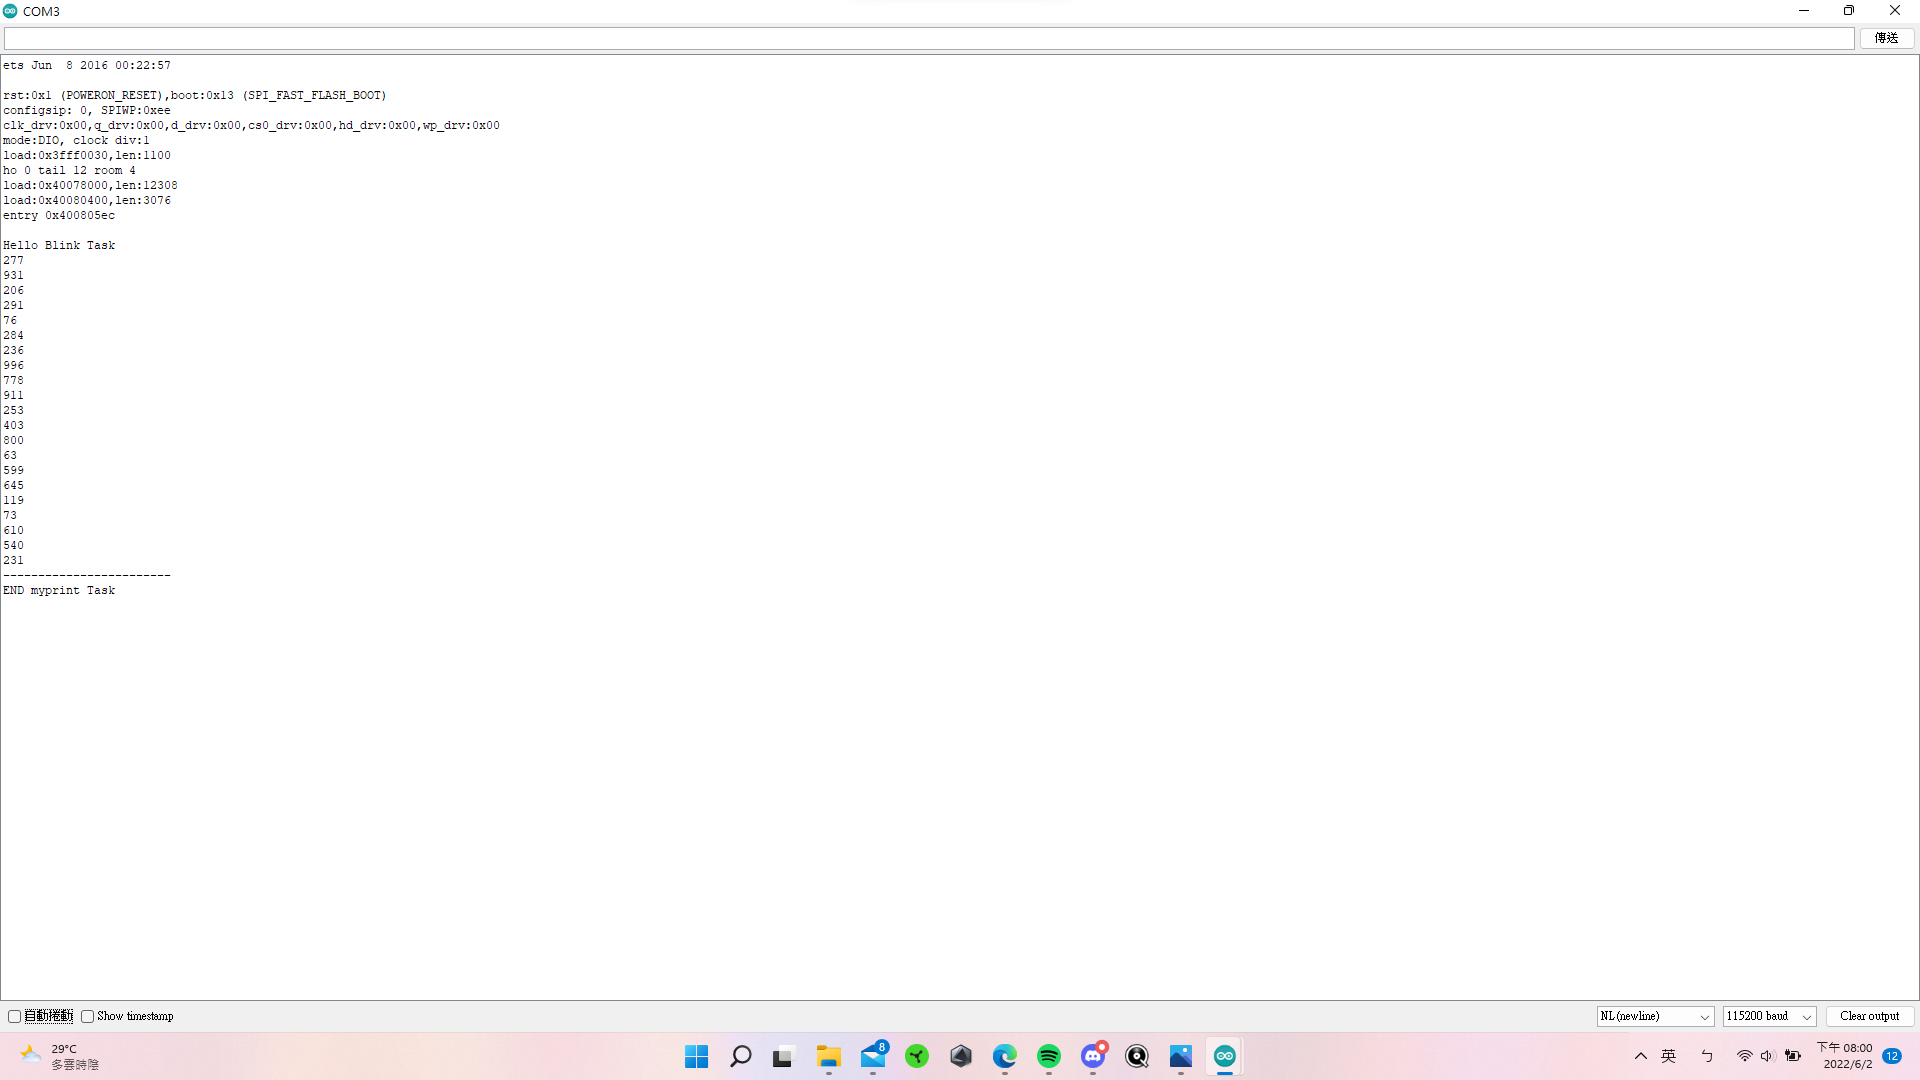 COM3
傳送
ets Jun  8 2016 00:22:57
rst:0x1 (POWERON_RESET),boot:0x13 (SPI_FAST_FLASH_BOOT)
configsip: 0, SPIWP:0xee
clk_drv:0x00,q_drv:0x00,d_drv:0x00,cs0_drv:0x00,hd_drv:0x00,wp_drv:0x00
mode:DIO, clock div:1
load:0x3fff0030,len:1100
ho 0 tail 12 room 4
load:0x40078000,len:12308
load:0x40080400,len:3076
entry 0x400805ec
Hello Blink Task
277
931
206
291
76
284
236
996
778
911
253
403
800
63
599
645
119
73
610
540
231
------------------------
END myprint Task
自動捲動 Show timestamp NL(newline) 115200 baud Clear output
29°C
多雲時陰
8
英 ㄅ
下午 08:00
2022/6/2
12